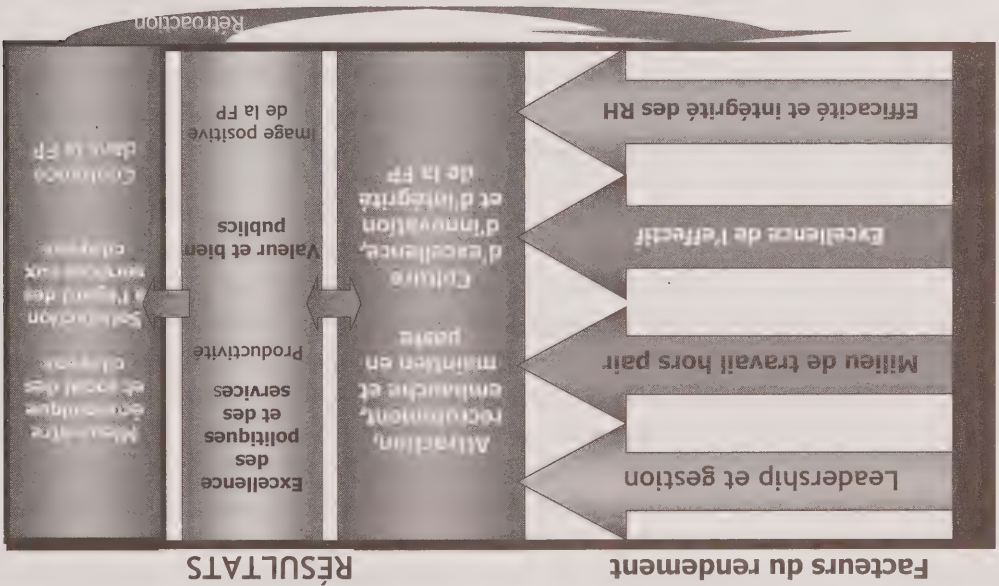 Facteurs du rendement
RÉSULTATS
Leadership et gestion
Milieu de travail hors pair
Excellence de l'effectif
Efficacité et intégrité des RH
Attraction,
recrutement,
embauche et
maintien en
poste
Culture
d'excellence,
d'innovation
et d'intégrité
de la FP
Excellence
des
politiques
et des
services
Productivité
Valeur et bien
publics
Image positive
de la FP
économique
et social des
citoyens
Satisfaction
à l'égard des
services aux
citoyens
Confiance
dans la FP
Rétroaction